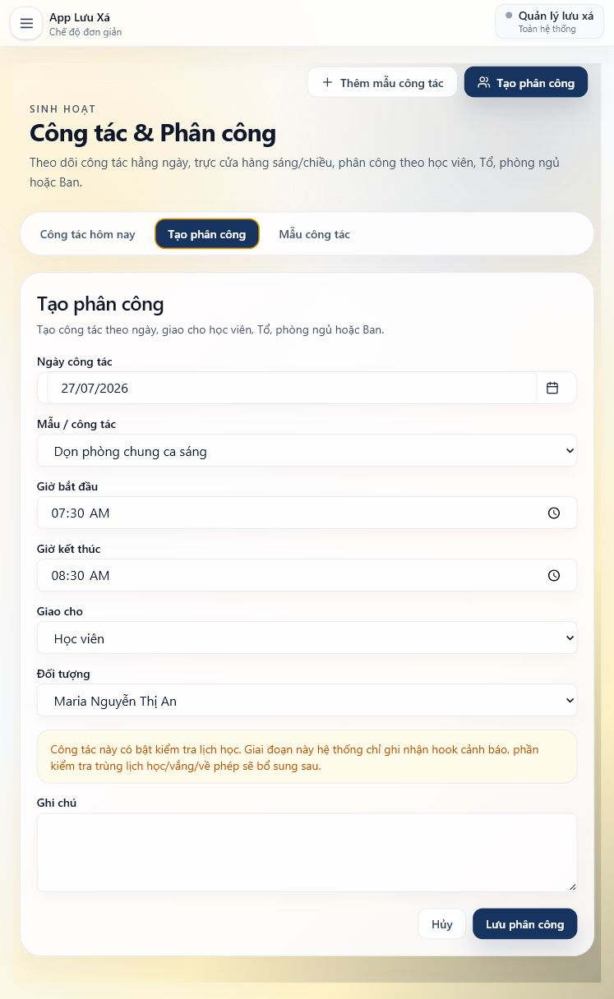 App Lưu Xá
Chế độ đơn giản
Quản lý lưu xá
Toàn hệ thống
Thêm mẫu công tác
Tạo phân công
SINH HOẠT
Công tác & Phân công
Theo dõi công tác hằng ngày, trực cửa hàng sáng/chiều, phân công theo học viên, Tổ, phòng ngủ
hoặc Ban.
Công tác hôm nay
Tạo phân công
Mẫu công tác
Tạo phân công
Tạo công tác theo ngày, giao cho học viên, Tổ, phòng ngủ hoặc Ban.
Ngày công tác
27/07/2026
Mẫu / công tác
Dọn phòng chung ca sáng
Giờ bắt đầu
07:30 AM
Giờ kết thúc
08:30 AM
Giao cho
Học viên
Đối tượng
Maria Nguyễn Thị An
Công tác này có bật kiểm tra lịch học. Giai đoạn này hệ thống chỉ ghi nhận hook cảnh báo, phần
kiểm tra trùng lịch học/vắng/về phép sẽ bổ sung sau.
Ghi chú
Hủy
Lưu phân công